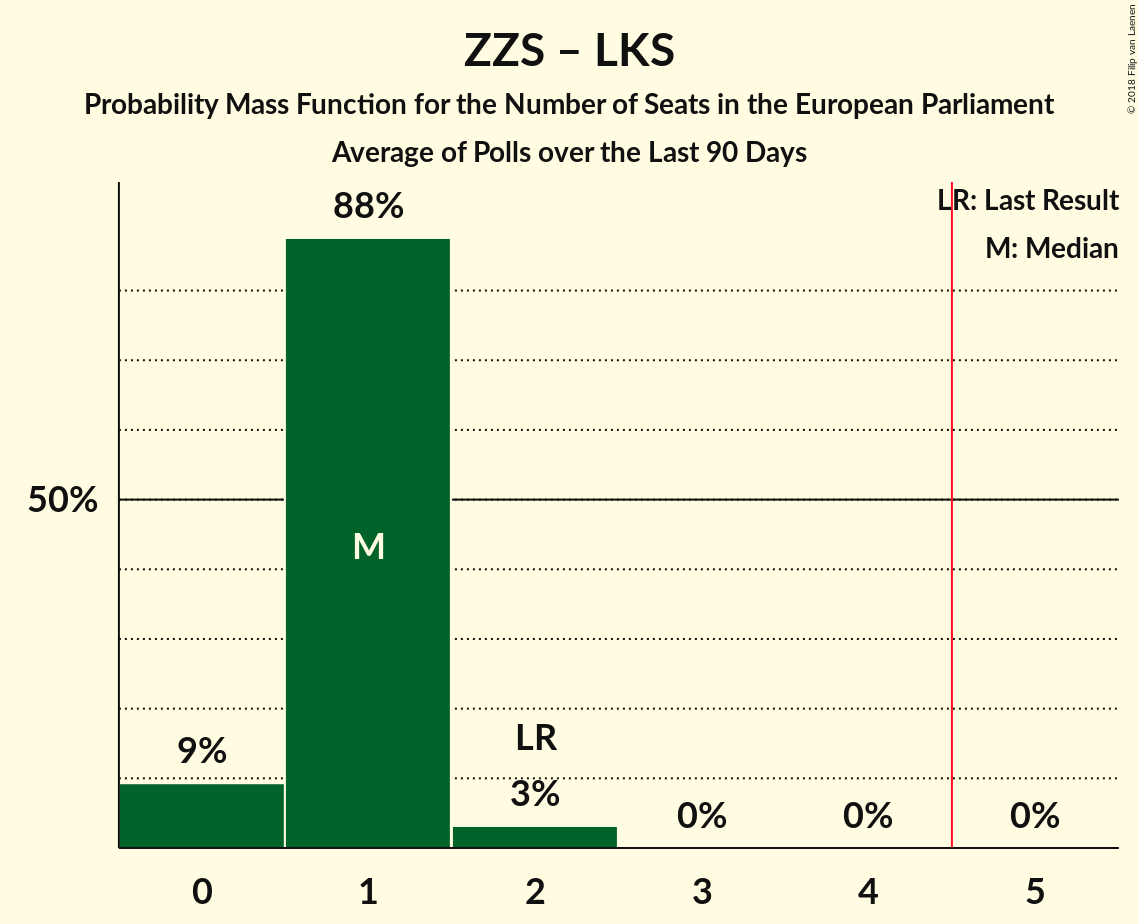 ZZS – LKS
Probability Mass Function for the Number of Seats in the European Parliament
Average of Polls over the Last 90 Days
© 2018 Filip van Laenen
LR: Last Result
M: Median
88%
50%
M
LR
9%
3%
0%
0%
0%
0
1
2
3
4
5